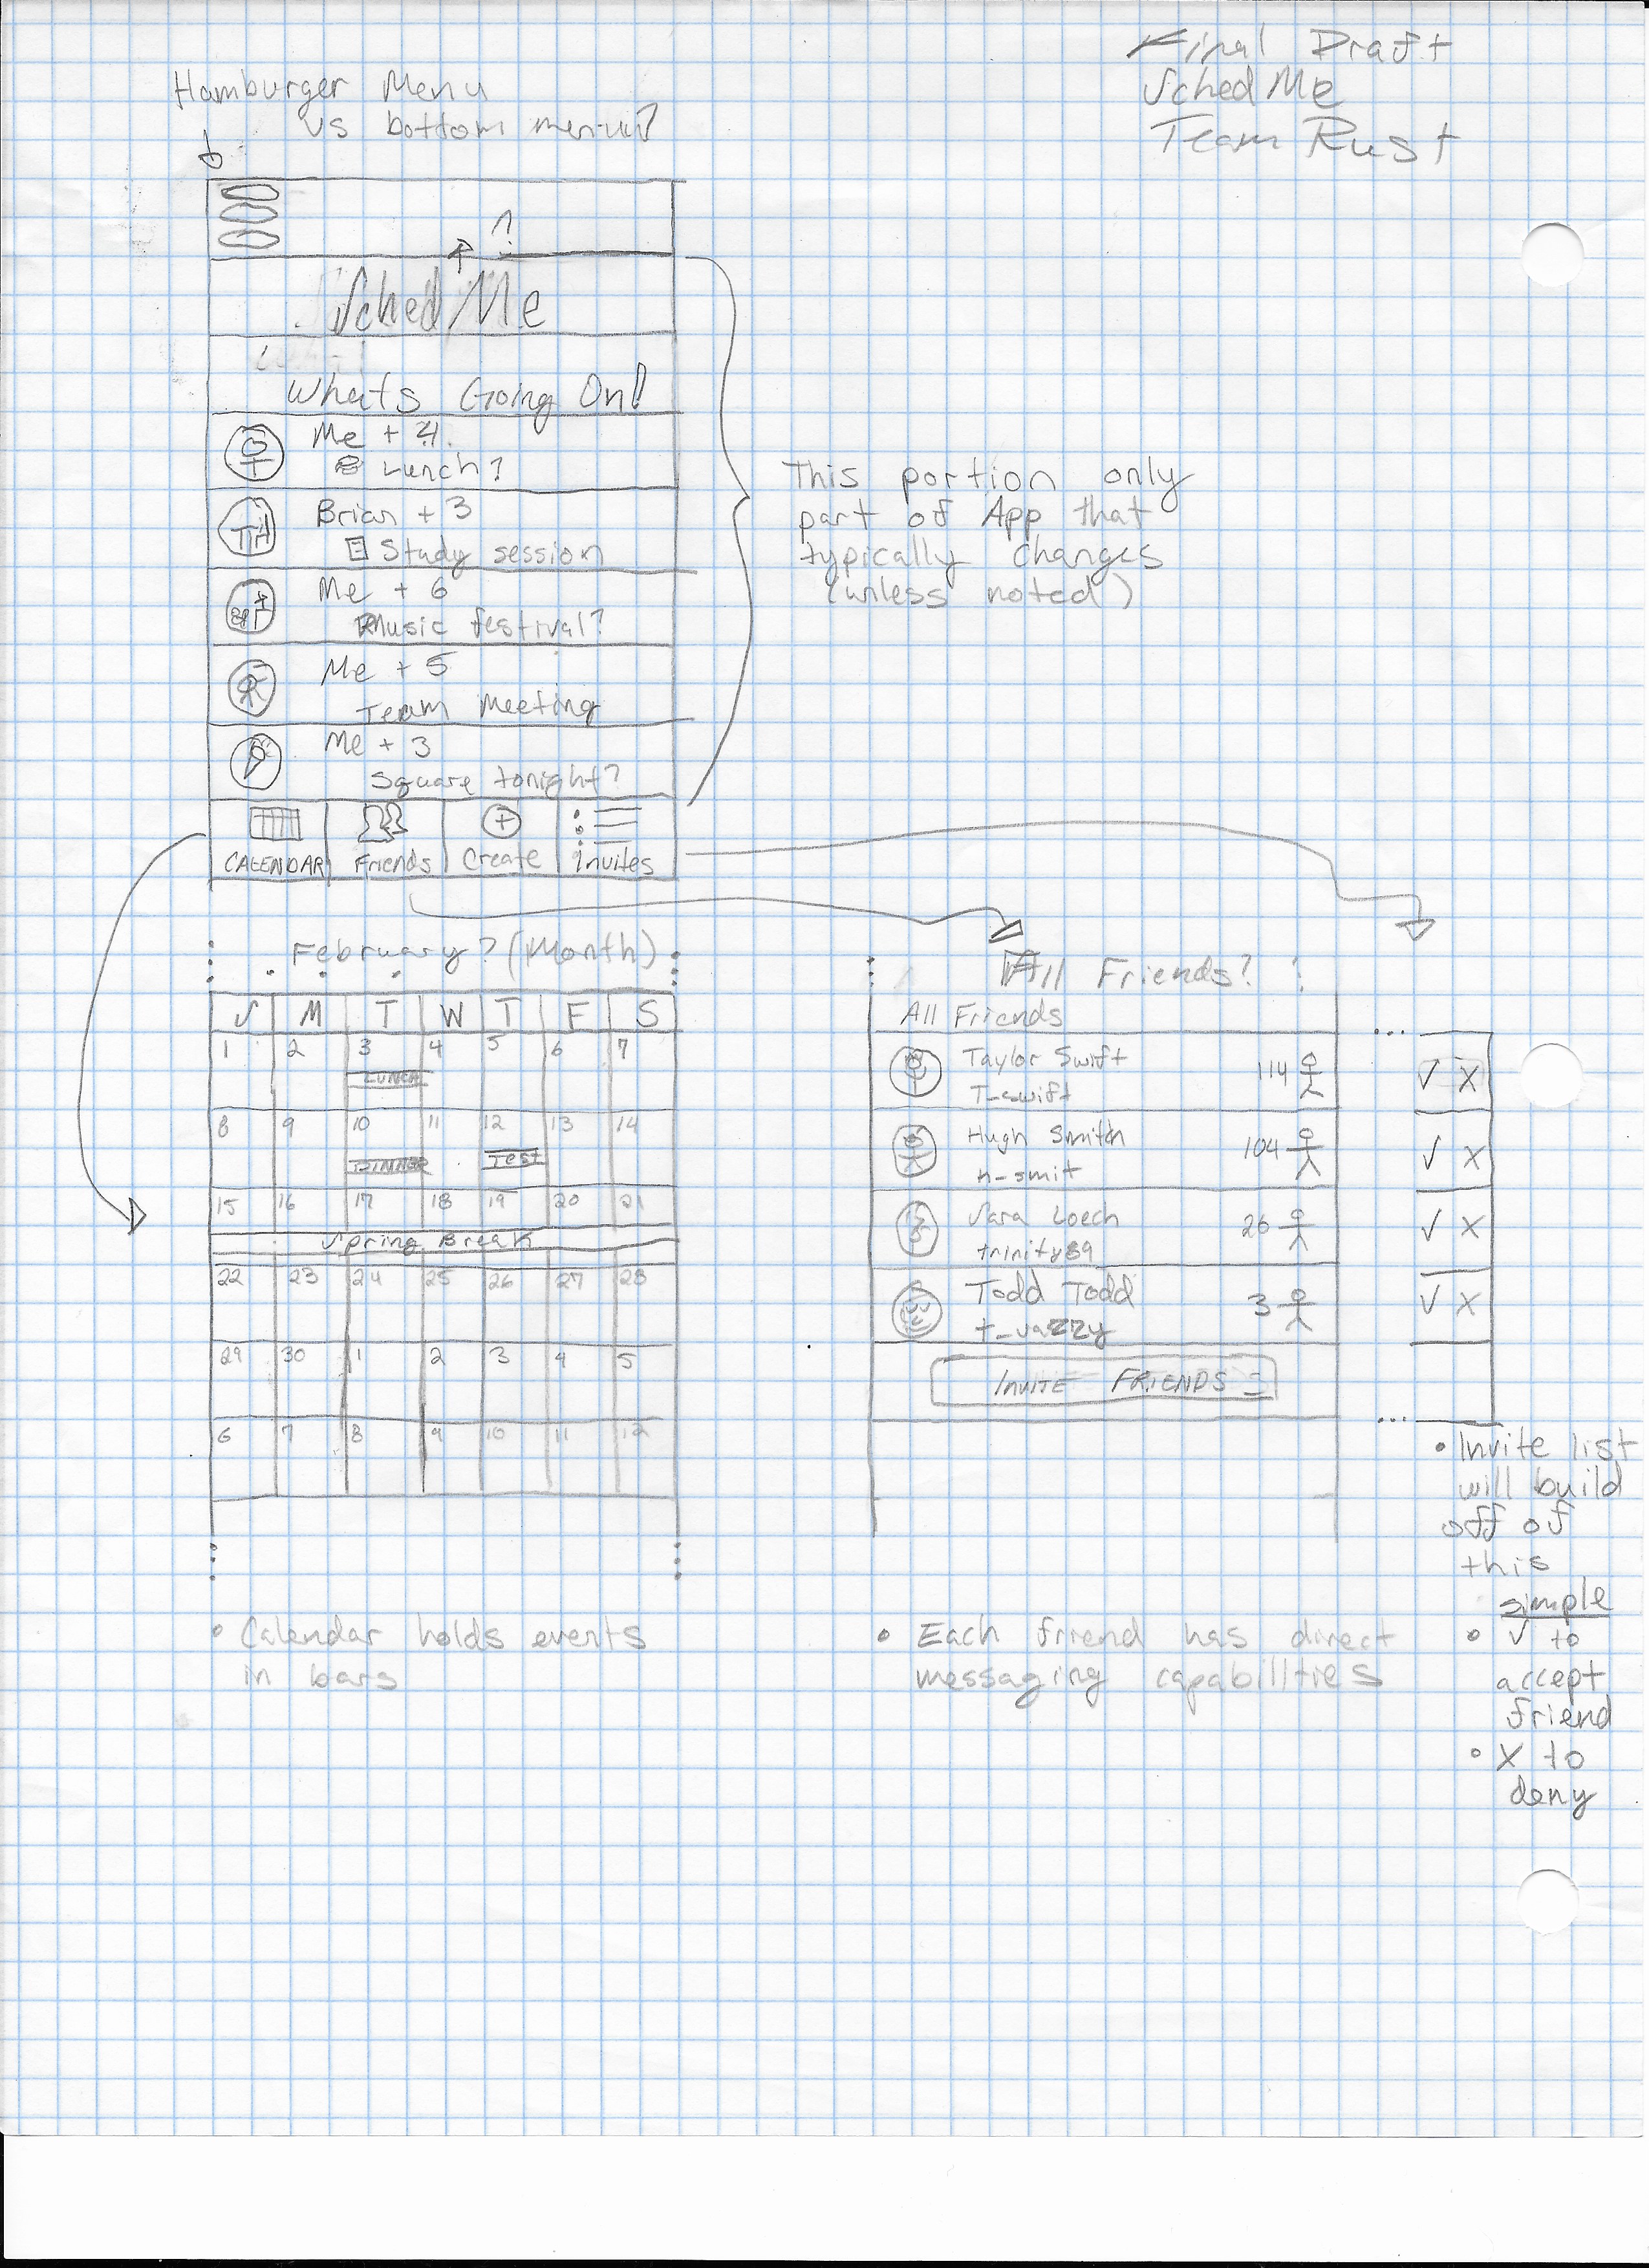 Final Draft
Sched Me
Team Rust
Hamburger Menu
vs bottom menu?
?
Sched Me
Whats Going On!
Me + 4
Lunch?
Brian + 3
Study session
Me + 6
Music festival?
Me + 5
Team Meeting
Me + 3
Square tonight?
CALENDAR Friends Create invites
This portion only
part of App that
typically changes
(unless noted)
February? (Month)
S M T W T F S
1 2 3 4 5 6 7
LUNCH
8 9 10 11 12 13 14
DINNER Test
15 16 17 18 19 20 21
Spring Break
22 23 24 25 26 27 28
29 30 1 2 3 4 5
6 7 8 9 10 11 12
• Calendar holds events
in bars
All Friends? ?
All Friends
Taylor Swift 114
T_swift
✓ X
Hugh Smith 104
h-smit
✓ X
Sara Loech 26
trinity89
✓ X
Todd Todd 3
t_vazzy
✓ X
INVITE FRIENDS
• Each friend has direct
messaging capabilities
• Invite list
will build
off of
this
simple
• ✓ to
accept
friend
• X to
deny